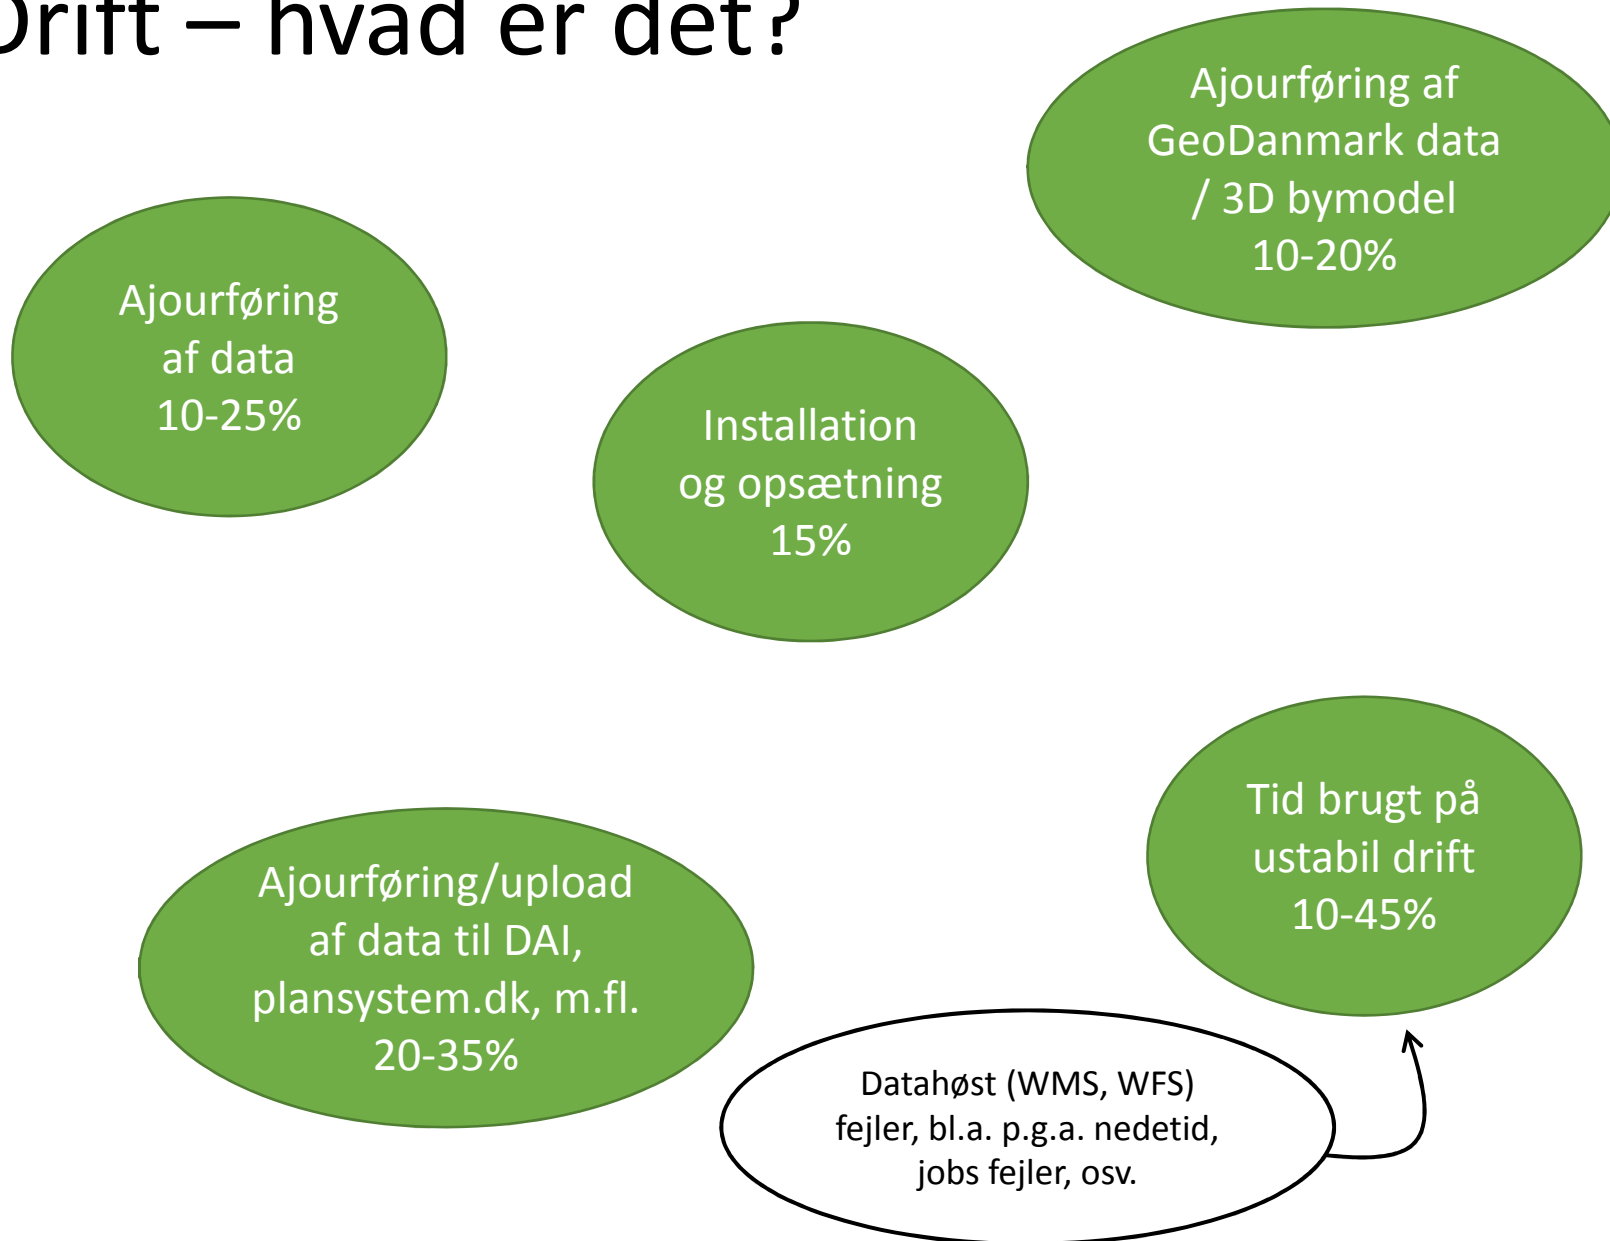 Drift – hvad er det?
Ajourføring af
GeoDanmark data
/ 3D bymodel
10-20%
Ajourføring
af data
10-25%
Installation
og opsætning
15%
Tid brugt på
ustabil drift
10-45%
Ajourføring/upload
af data til DAI,
plansystem.dk, m.fl.
20-35%
Datahøst (WMS, WFS)
fejler, bl.a. p.g.a. nedetid,
jobs fejler, osv.